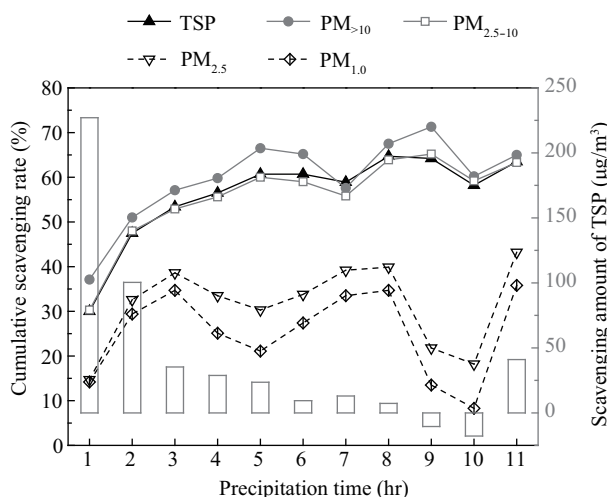 TSP PM>10 PM2.5–10
PM2.5 PM1.0
80 250
70 200
60 150
50 100
40 50
30 0
20
10
0
Cumulative scavenging rate (%)
Scavenging amount of TSP (μg/m³)
1 2 3 4 5 6 7 8 9 10 11
Precipitation time (hr)